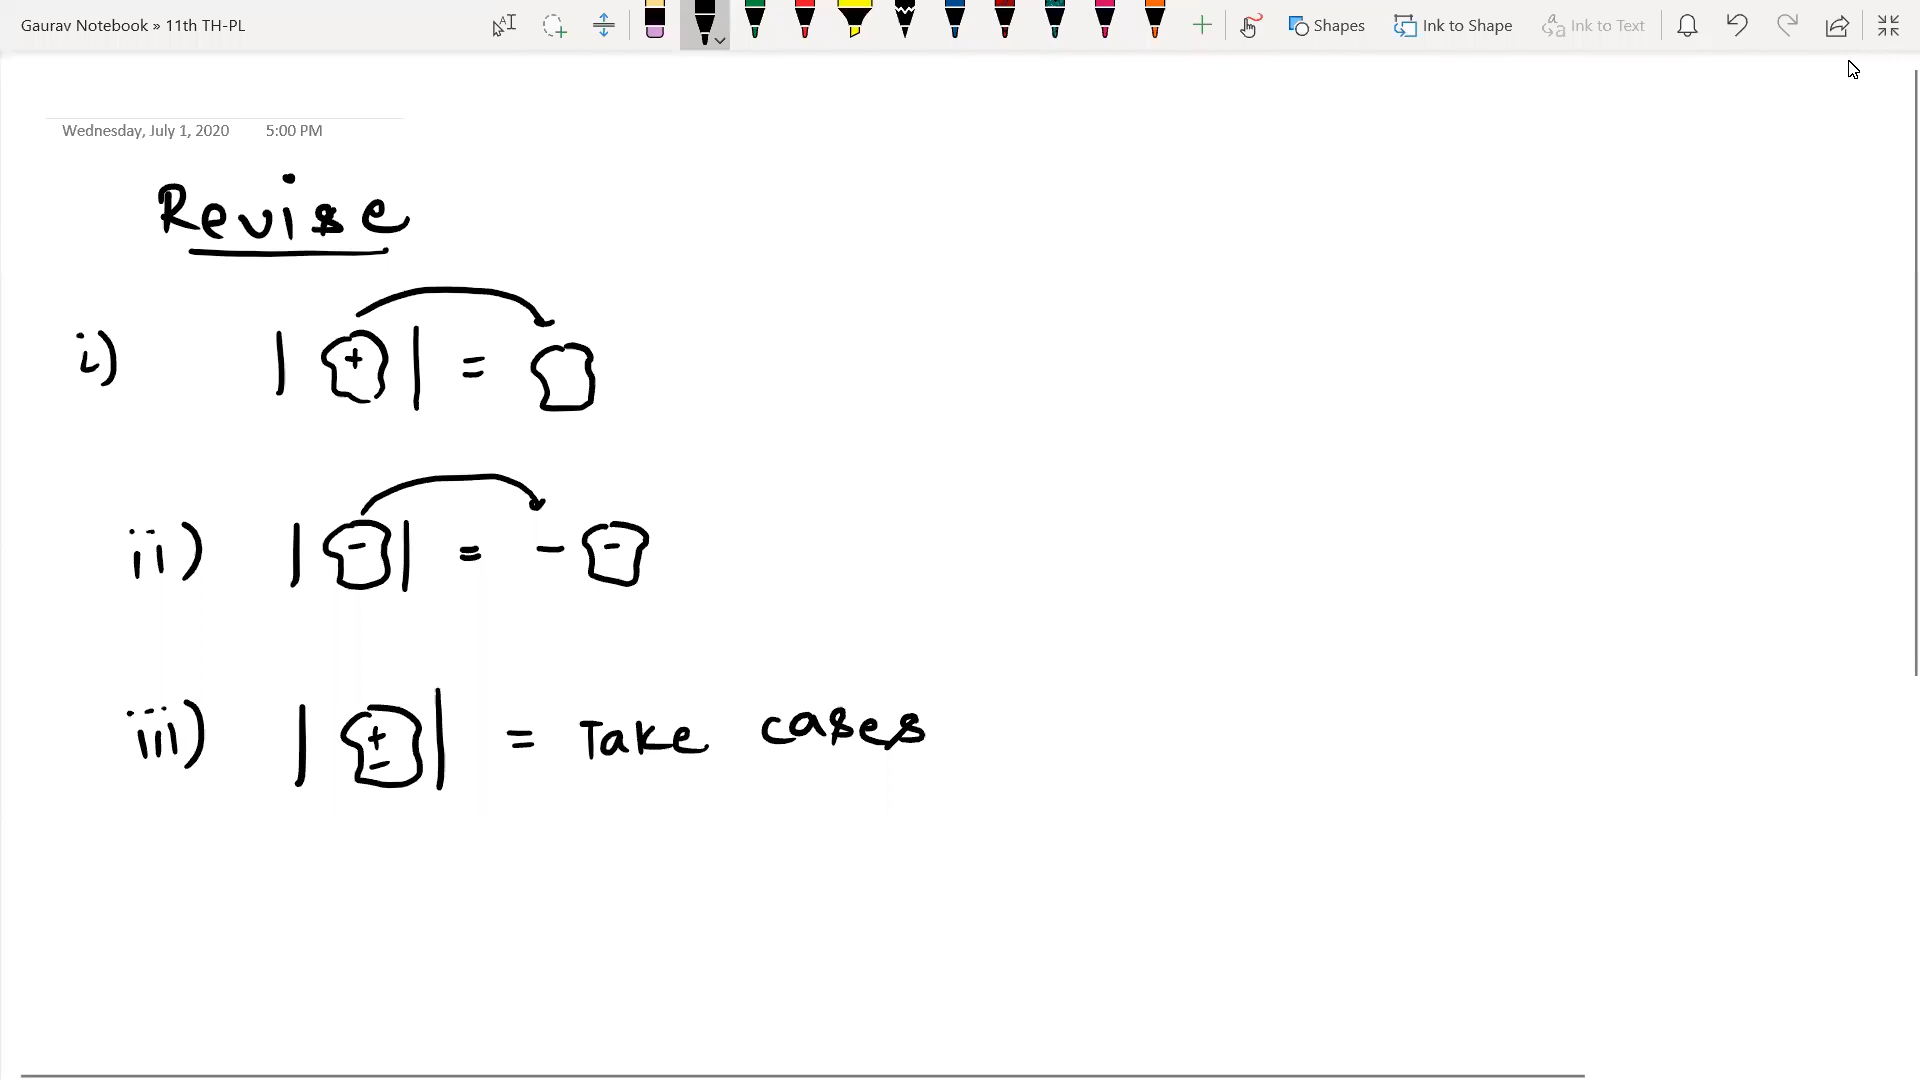 Gaurav Notebook » 11th TH-PL
Shapes
Ink to Shape
Ink to Text
Wednesday, July 1, 2020 5:00 PM
Revise
i) | + | =
ii) | - | = - -
iii) | + - | = Take cases